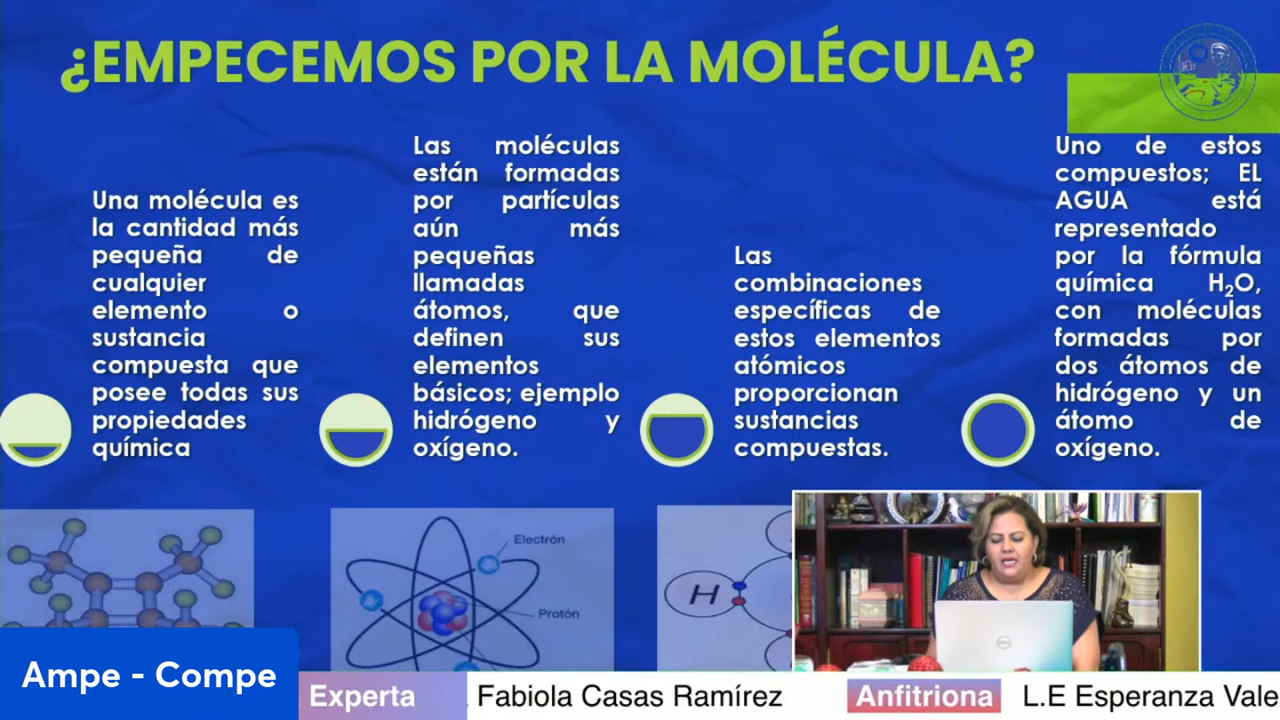 ¿EMPECEMOS POR LA MOLÉCULA?
Una molécula es
la cantidad más
pequeña de
cualquier
elemento o
sustancia
compuesta que
posee todas sus
propiedades
química
Las moléculas
están formadas
por partículas
aún más
pequeñas
llamadas
átomos, que
definen sus
elementos
básicos; ejemplo
hidrógeno y
oxígeno.
Las
combinaciones
específicas de
estos elementos
atómicos
proporcionan
sustancias
compuestas.
Uno de estos
compuestos; EL
AGUA está
representado
por la fórmula
química H₂O,
con moléculas
formadas por
dos átomos de
hidrógeno y un
átomo de
oxígeno.
Electrón
Protón
H
DELL
Ampe - Compe
Experta
Fabiola Casas Ramírez
Anfitriona
L.E Esperanza Vale